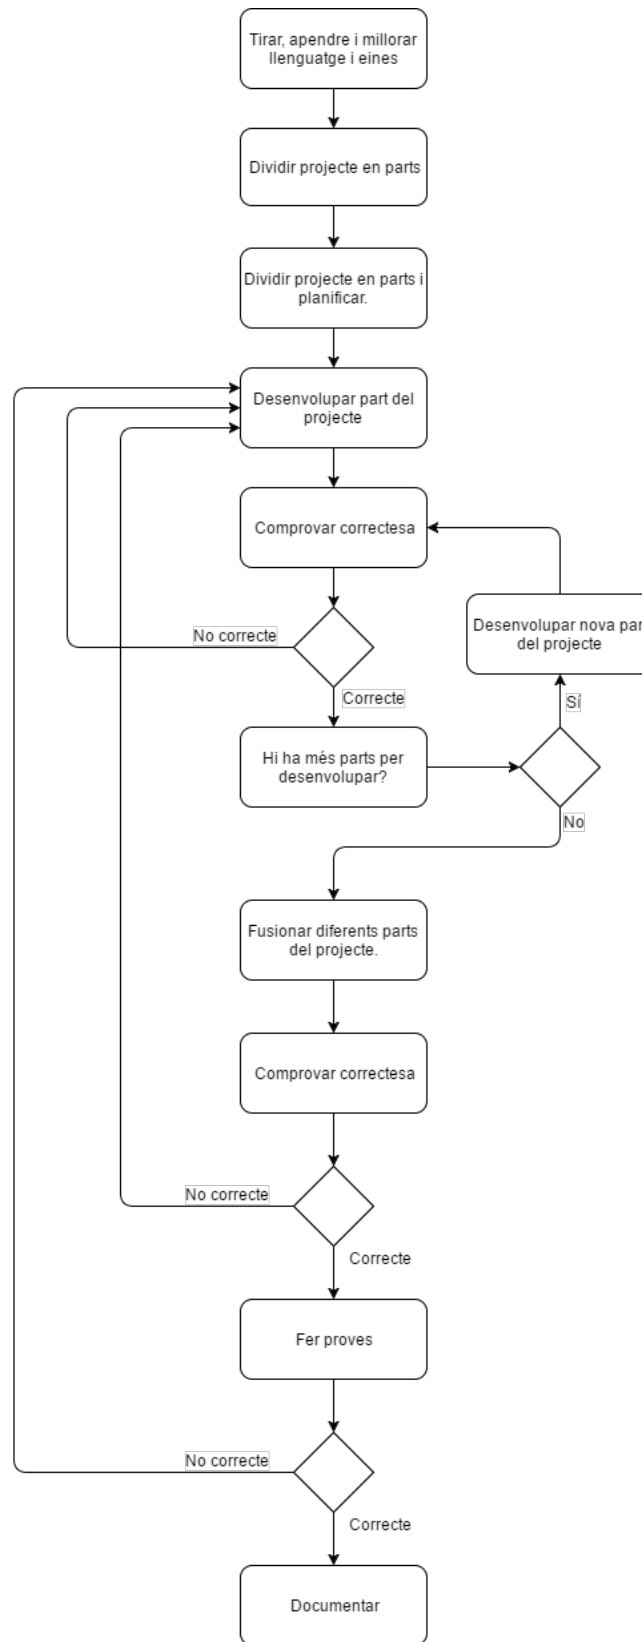 Tirar, apendre i millorar
llenguatge i eines
Dividir projecte en parts
Dividir projecte en parts i
planificar.
Desenvolupar part del
projecte
Comprovar correctesa
No correcte
Correcte
Desenvolupar nova par
del projecte
Sí
Hi ha més parts per
desenvolupar?
No
Fusionar diferents parts
del projecte.
Comprovar correctesa
No correcte
Correcte
Fer proves
No correcte
Correcte
Documentar